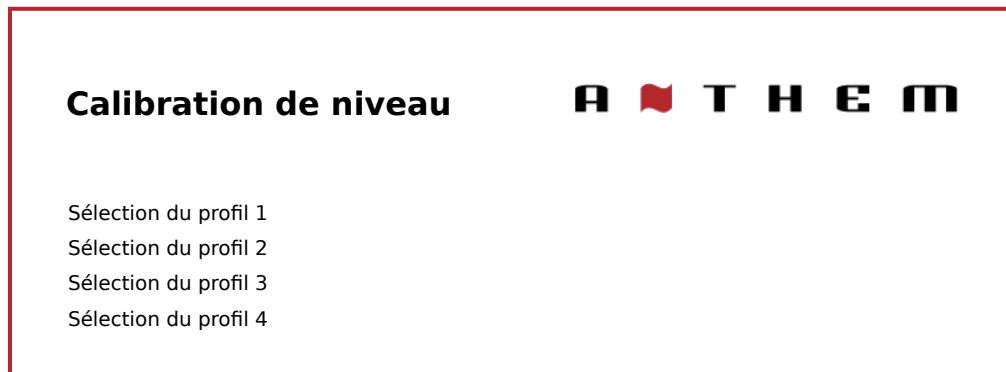 Calibration de niveau
ANTHEM
Sélection du profil 1
Sélection du profil 2
Sélection du profil 3
Sélection du profil 4